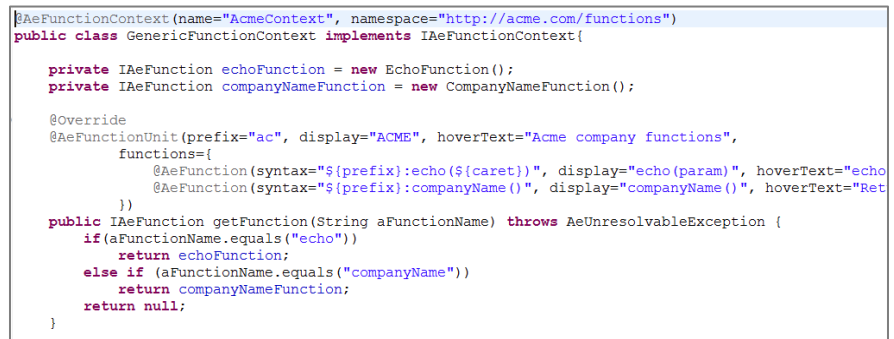 @AeFunctionContext(name="AcmeContext", namespace="http://acme.com/functions")
public class GenericFunctionContext implements IAeFunctionContext{
private IAeFunction echoFunction = new EchoFunction();
private IAeFunction companyNameFunction = new CompanyNameFunction();
@Override
@AeFunctionUnit(prefix="ac", display="ACME", hoverText="Acme company functions",
functions={
@AeFunction(syntax="${prefix}:echo(${caret})", display="echo(param)", hoverText="echo
@AeFunction(syntax="${prefix}:companyName()", display="companyName()", hoverText="Ret
})
public IAeFunction getFunction(String aFunctionName) throws AeUnresolvableException {
if(aFunctionName.equals("echo"))
return echoFunction;
else if (aFunctionName.equals("companyName"))
return companyNameFunction;
return null;
}